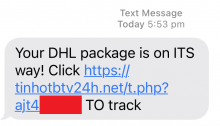 Text Message
Today 5:53 pm
Your DHL package is on ITS
way! Click https://
tinhotbtv24h.net/t.php?
ajt4 TO track